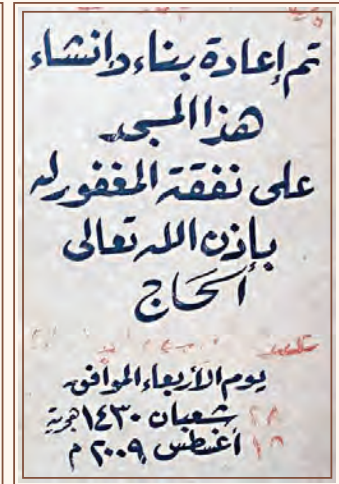 تم إعادة بناء وانشاء
هذا المسجد
على نفقة المغفور له
بإذن الله تعالى
الحاج
يوم الأربعاء الموافق
٢٨ شعبان ١٤٣٠ هجرية
١٩ أغسطس ٢٠٠٩ م